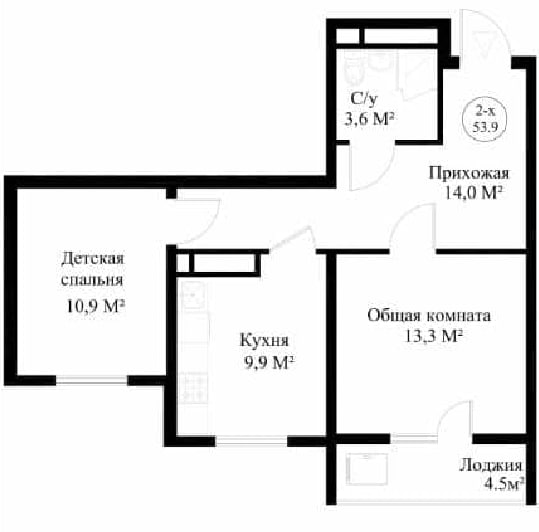 С/у
3,6 М²
2-х
53.9
Прихожая
14,0 М²
Детская
спальня
10,9 М²
Общая комната
13,3 М²
Кухня
9,9 М²
Лоджия
4.5м²